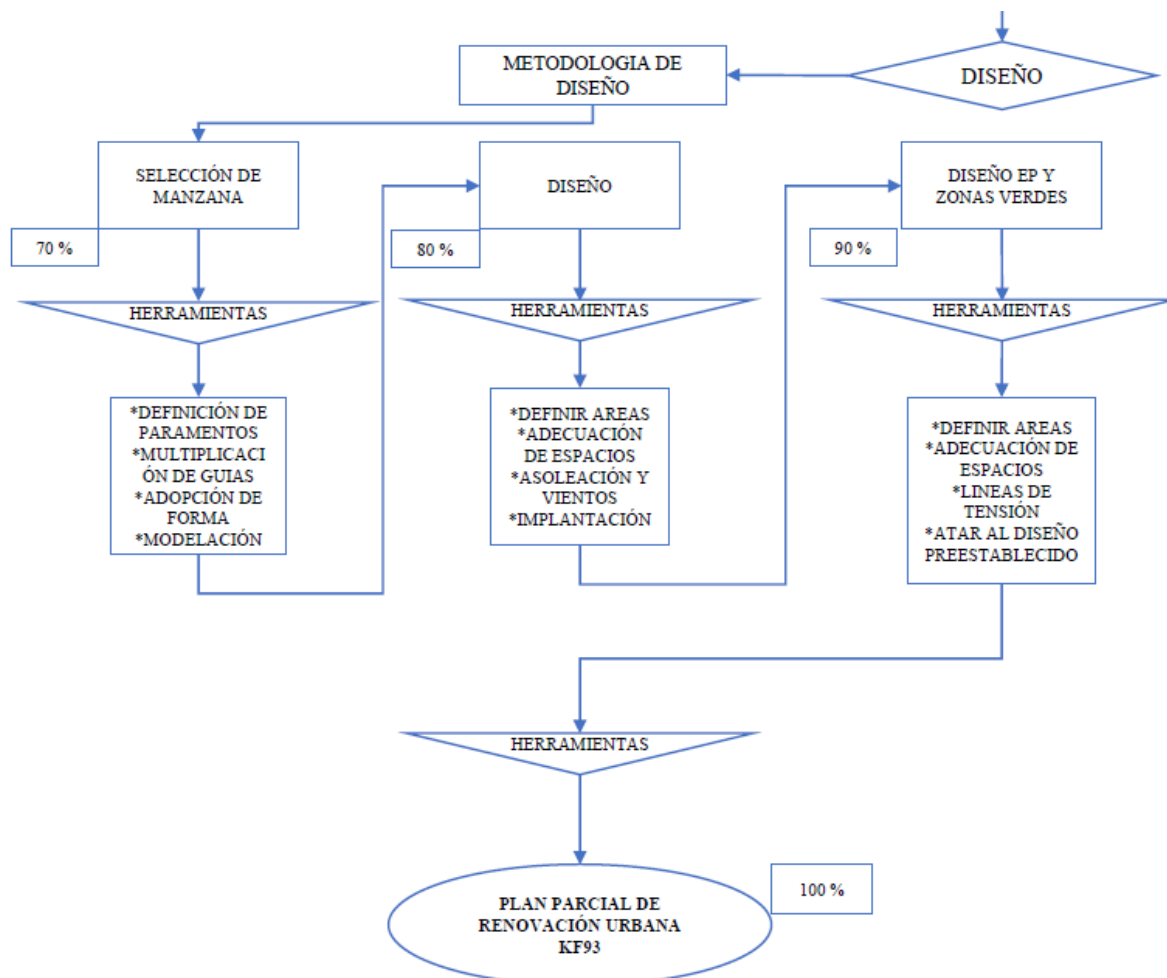 METODOLOGIA DE
DISEÑO
DISEÑO
SELECCIÓN DE
MANZANA
70 %
HERRAMIENTAS
*DEFINICIÓN DE
PARAMENTOS
*MULTIPLICACI
ÓN DE GUIAS
*ADOPCIÓN DE
FORMA
*MODELACIÓN
DISEÑO
80 %
HERRAMIENTAS
*DEFINIR AREAS
*ADECUACIÓN
DE ESPACIOS
*ASOLEACIÓN Y
VIENTOS
*IMPLANTACIÓN
DISEÑO EP Y
ZONAS VERDES
90 %
HERRAMIENTAS
*DEFINIR AREAS
*ADECUACIÓN DE
ESPACIOS
*LINEAS DE
TENSIÓN
*ATAR AL DISEÑO
PREESTABLECIDO
HERRAMIENTAS
PLAN PARCIAL DE
RENOVACIÓN URBANA
KF93
100 %